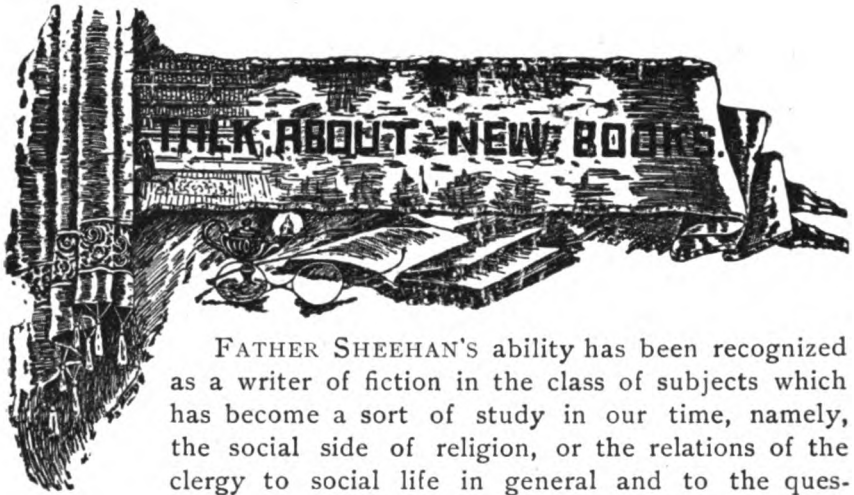 TALK ABOUT NEW BOOKS.
FATHER SHEEHAN'S ability has been recognized
as a writer of fiction in the class of subjects which
has become a sort of study in our time, namely,
the social side of religion, or the relations of the
clergy to social life in general and to the ques-